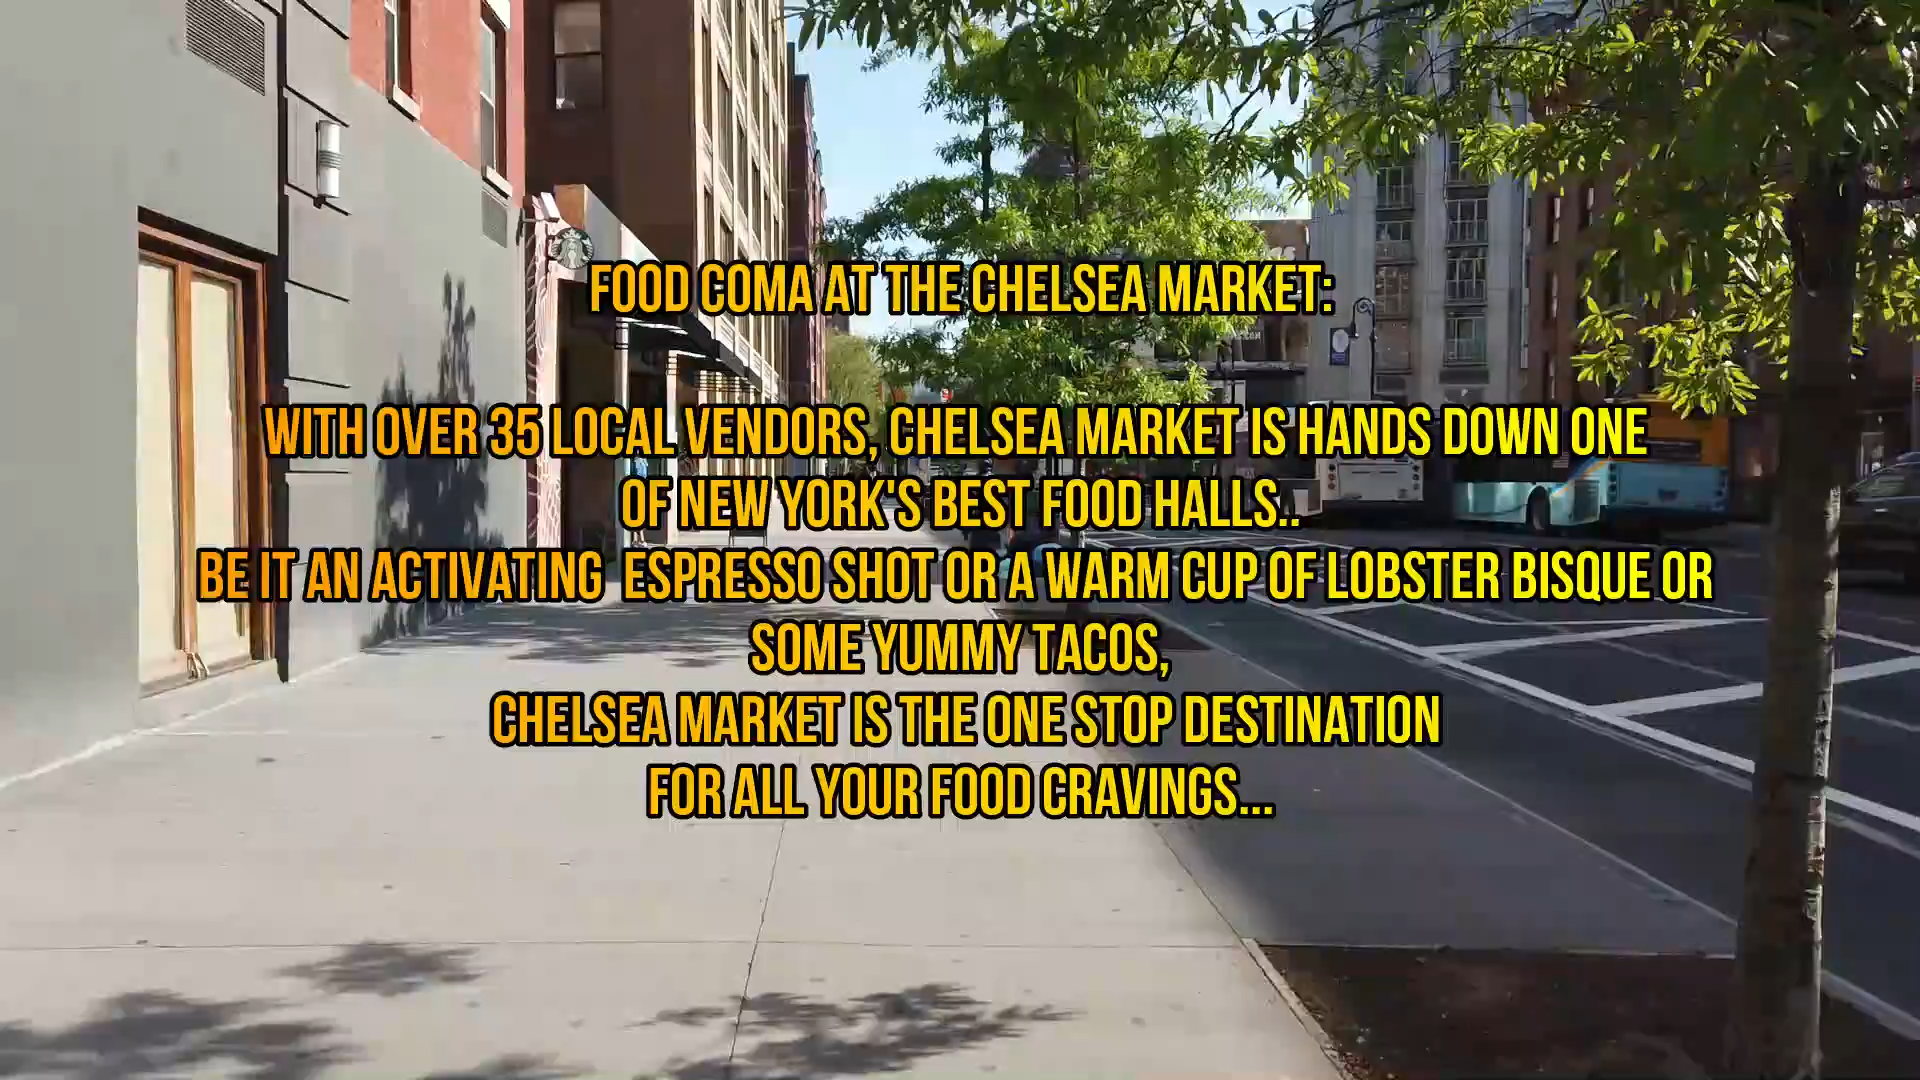 FOOD COMA AT THE CHELSEA MARKET:
WITH OVER 35 LOCAL VENDORS, CHELSEA MARKET IS HANDS DOWN ONE
OF NEW YORK'S BEST FOOD HALLS..
BE IT AN ACTIVATING  ESPRESSO SHOT OR A WARM CUP OF LOBSTER BISQUE OR
SOME YUMMY TACOS,
CHELSEA MARKET IS THE ONE STOP DESTINATION
FOR ALL YOUR FOOD CRAVINGS...